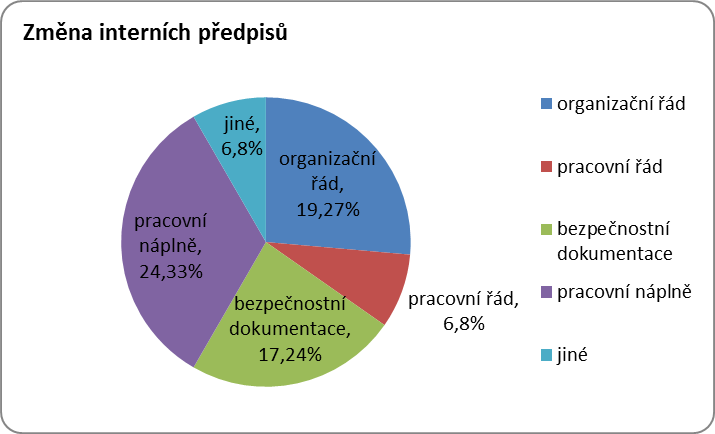 Změna interních předpisů
jiné,
6,8%
organizační
řád,
19,27%
pracovní
náplně,
24,33%
bezpečnostní
dokumentace,
17,24%
pracovní řád,
6,8%
organizační řád
pracovní řád
bezpečnostní
dokumentace
pracovní náplně
jiné